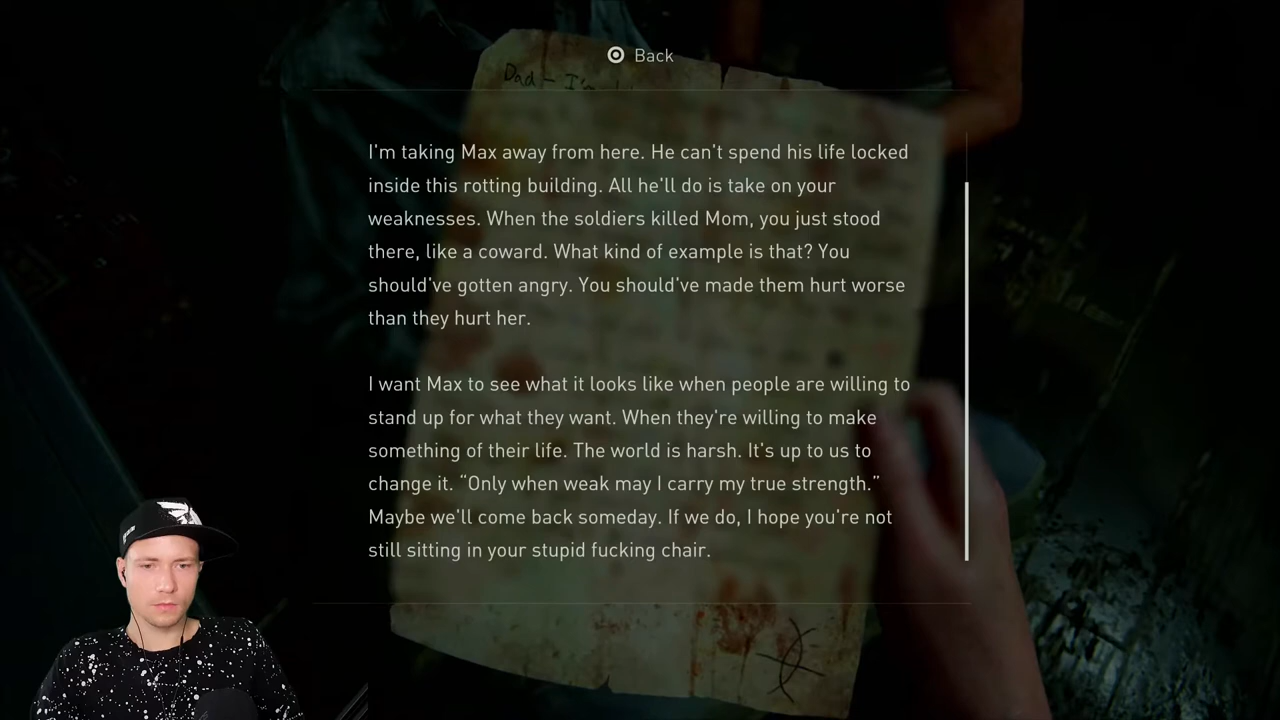 Back
Dad - I'm
I'm taking Max away from here. He can't spend his life locked
inside this rotting building. All he'll do is take on your
weaknesses. When the soldiers killed Mom, you just stood
there, like a coward. What kind of example is that? You
should've gotten angry. You should've made them hurt worse
than they hurt her.
I want Max to see what it looks like when people are willing to
stand up for what they want. When they're willing to make
something of their life. The world is harsh. It's up to us to
change it. “Only when weak may I carry my true strength.”
Maybe we'll come back someday. If we do, I hope you're not
still sitting in your stupid fucking chair.